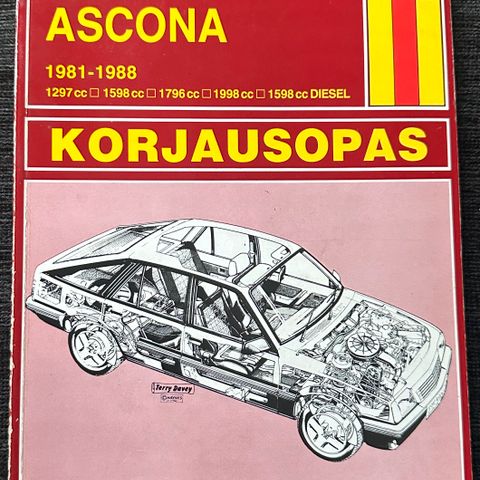 ASCONA
1981-1988
1297 cc □ 1598 cc □ 1796 cc □ 1998 cc □ 1598 cc DIESEL
KORJAUSOPAS
Terry Davey